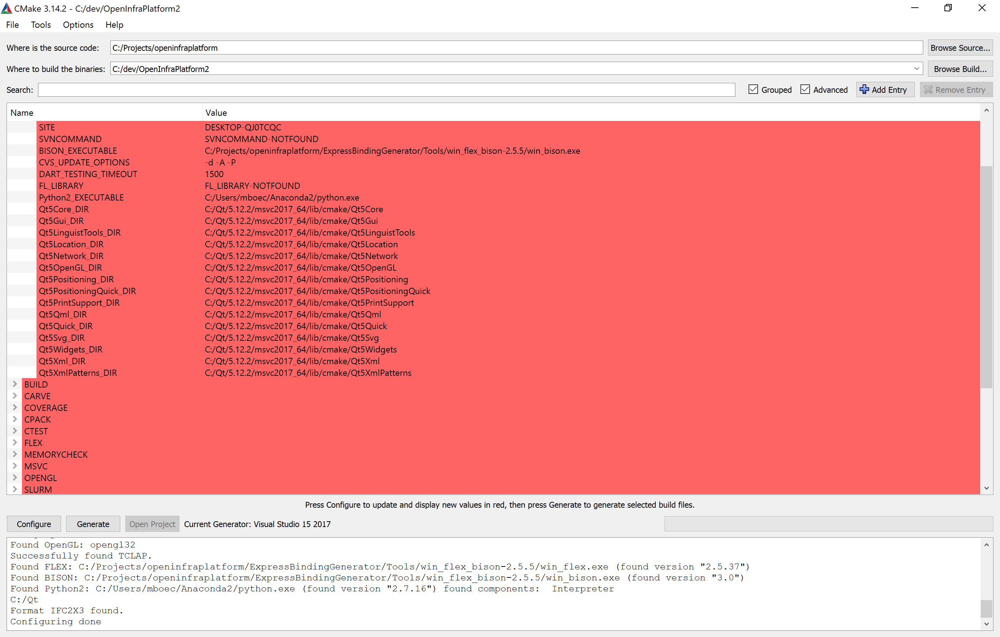 CMake 3.14.2 - C:/dev/OpenInfraPlatform2
File Tools Options Help
Where is the source code: C:/Projects/openinfraplatform Browse Source...
Where to build the binaries: C:/dev/OpenInfraPlatform2 Browse Build...
Search: Grouped Advanced Add Entry Remove Entry
Name Value
SITE DESKTOP-QJ0TCQC
SVNCOMMAND SVNCOMMAND-NOTFOUND
BISON_EXECUTABLE C:/Projects/openinfraplatform/ExpressBindingGenerator/Tools/win_flex_bison-2.5.5/win_bison.exe
CVS_UPDATE_OPTIONS -d -A -P
DART_TESTING_TIMEOUT 1500
FL_LIBRARY FL_LIBRARY-NOTFOUND
Python2_EXECUTABLE C:/Users/mboec/Anaconda2/python.exe
Qt5Core_DIR C:/Qt/5.12.2/msvc2017_64/lib/cmake/Qt5Core
Qt5Gui_DIR C:/Qt/5.12.2/msvc2017_64/lib/cmake/Qt5Gui
Qt5LinguistTools_DIR C:/Qt/5.12.2/msvc2017_64/lib/cmake/Qt5LinguistTools
Qt5Location_DIR C:/Qt/5.12.2/msvc2017_64/lib/cmake/Qt5Location
Qt5Network_DIR C:/Qt/5.12.2/msvc2017_64/lib/cmake/Qt5Network
Qt5OpenGL_DIR C:/Qt/5.12.2/msvc2017_64/lib/cmake/Qt5OpenGL
Qt5Positioning_DIR C:/Qt/5.12.2/msvc2017_64/lib/cmake/Qt5Positioning
Qt5PositioningQuick_DIR C:/Qt/5.12.2/msvc2017_64/lib/cmake/Qt5PositioningQuick
Qt5PrintSupport_DIR C:/Qt/5.12.2/msvc2017_64/lib/cmake/Qt5PrintSupport
Qt5Qml_DIR C:/Qt/5.12.2/msvc2017_64/lib/cmake/Qt5Qml
Qt5Quick_DIR C:/Qt/5.12.2/msvc2017_64/lib/cmake/Qt5Quick
Qt5Svg_DIR C:/Qt/5.12.2/msvc2017_64/lib/cmake/Qt5Svg
Qt5Widgets_DIR C:/Qt/5.12.2/msvc2017_64/lib/cmake/Qt5Widgets
Qt5Xml_DIR C:/Qt/5.12.2/msvc2017_64/lib/cmake/Qt5Xml
Qt5XmlPatterns_DIR C:/Qt/5.12.2/msvc2017_64/lib/cmake/Qt5XmlPatterns
BUILD
CARVE
COVERAGE
CPACK
CTEST
FLEX
MEMORYCHECK
MSVC
OPENGL
SLURM
Press Configure to update and display new values in red, then press Generate to generate selected build files.
Configure Generate Open Project Current Generator: Visual Studio 15 2017
Found OpenGL: opengl32
Successfully found TCLAP.
Found FLEX: C:/Projects/openinfraplatform/ExpressBindingGenerator/Tools/win_flex_bison-2.5.5/win_flex.exe (found version "2.5.37")
Found BISON: C:/Projects/openinfraplatform/ExpressBindingGenerator/Tools/win_flex_bison-2.5.5/win_bison.exe (found version "3.0")
Found Python2: C:/Users/mboec/Anaconda2/python.exe (found version "2.7.16") found components:  Interpreter
C:/Qt
Format IFC2X3 found.
Configuring done